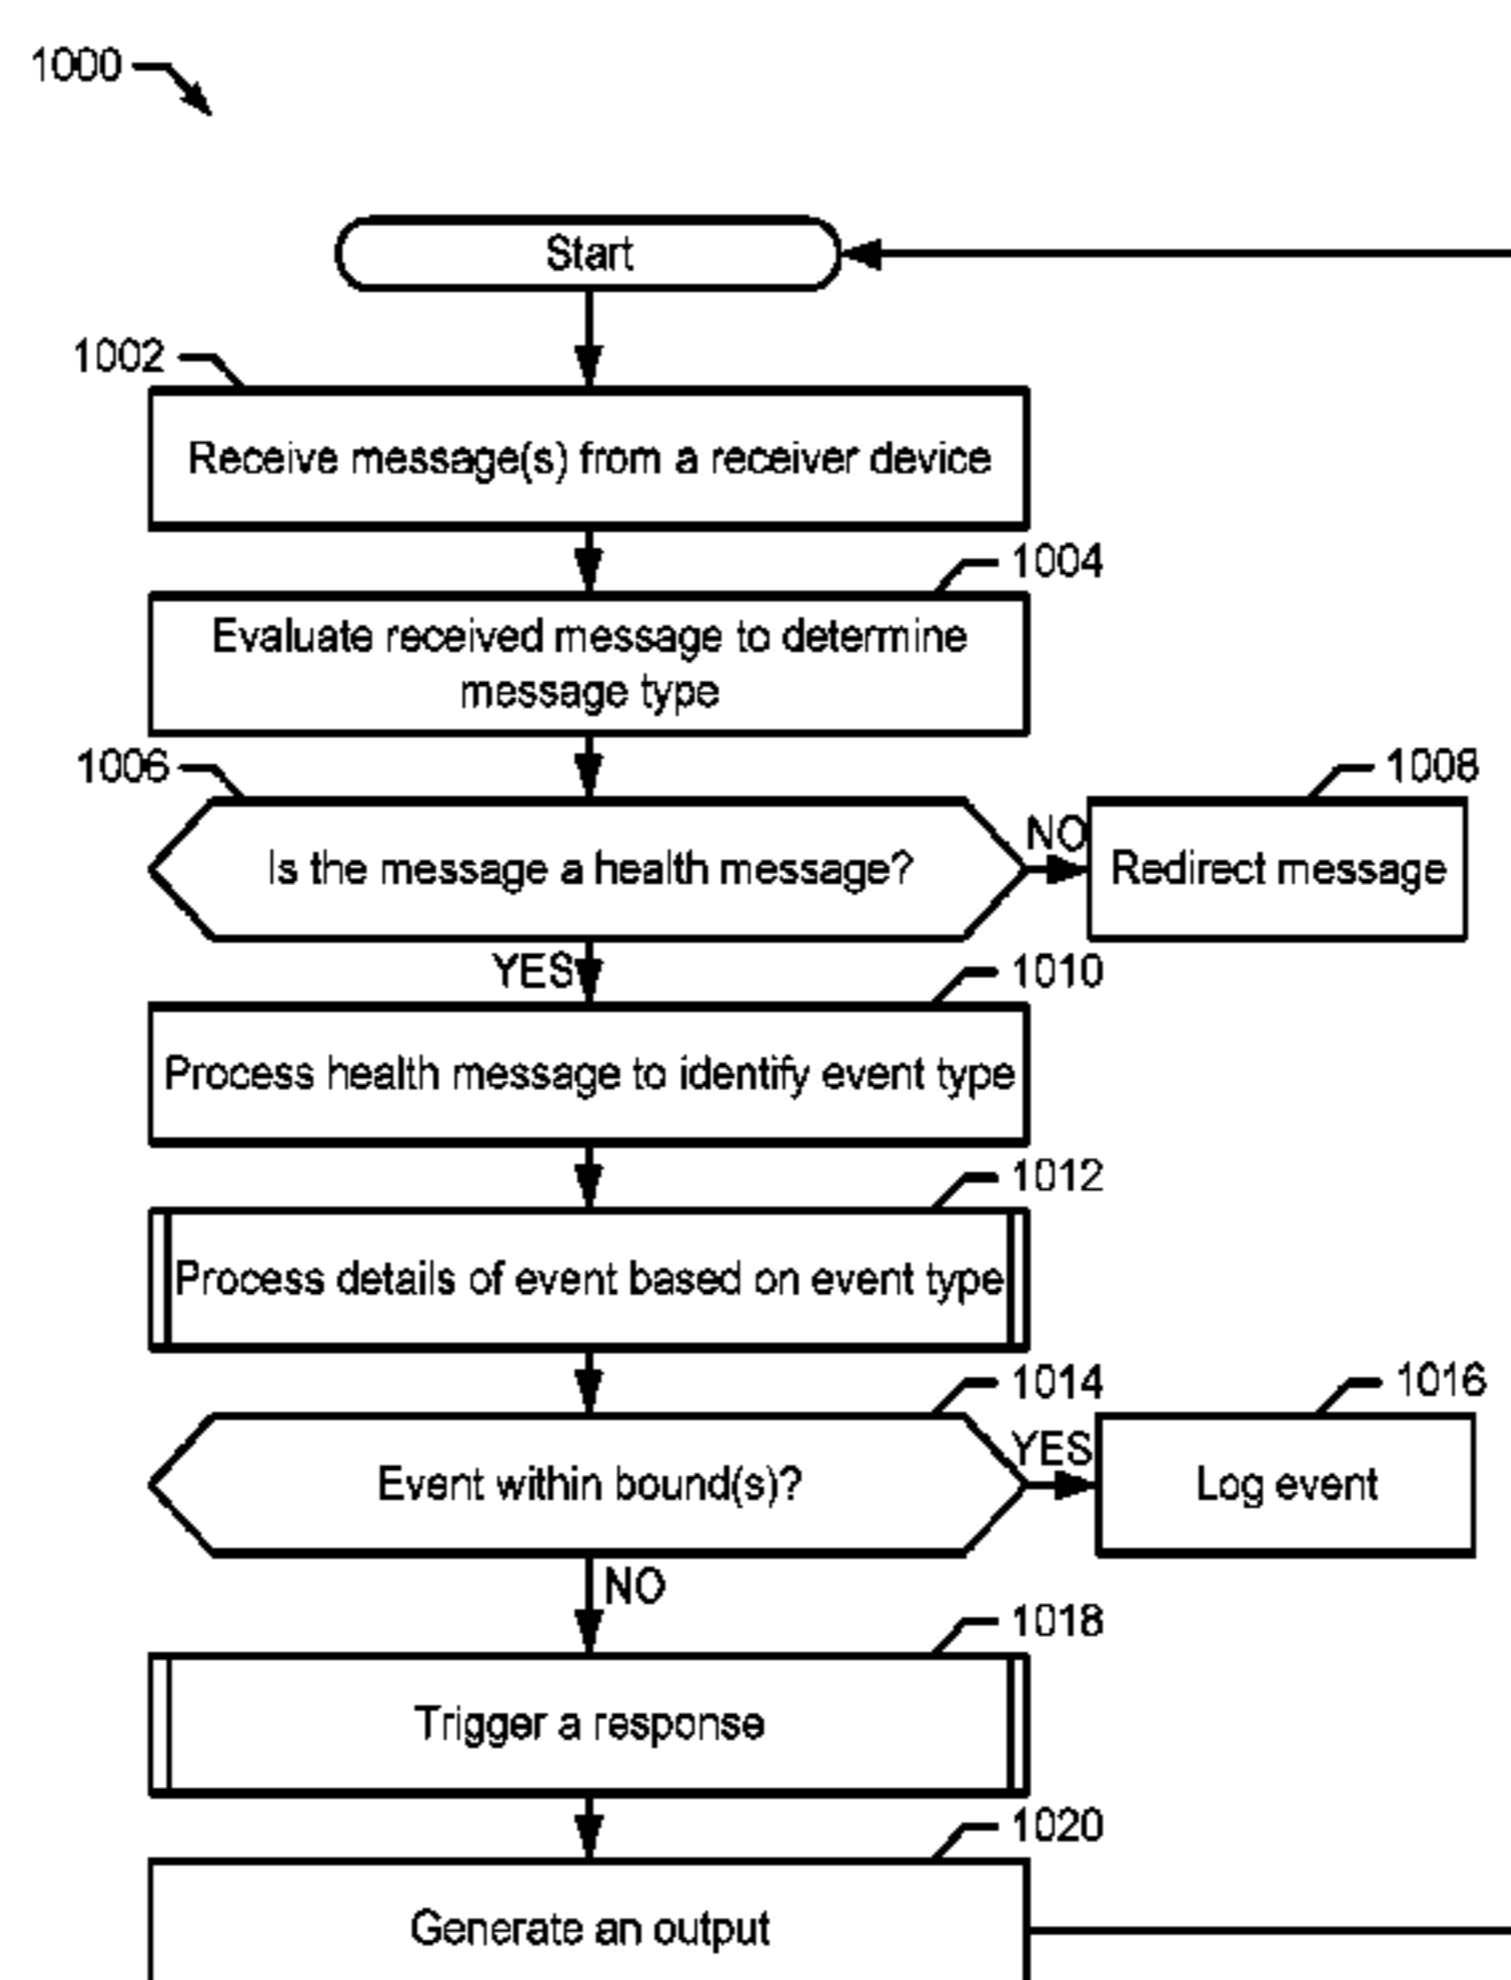 1000
Start
1002
Receive message(s) from a receiver device
1004
Evaluate received message to determine
message type
1006
Is the message a health message?
NO
1008
Redirect message
YES
1010
Process health message to identify event type
1012
Process details of event based on event type
1014
Event within bound(s)?
YES
1016
Log event
NO
1018
Trigger a response
1020
Generate an output